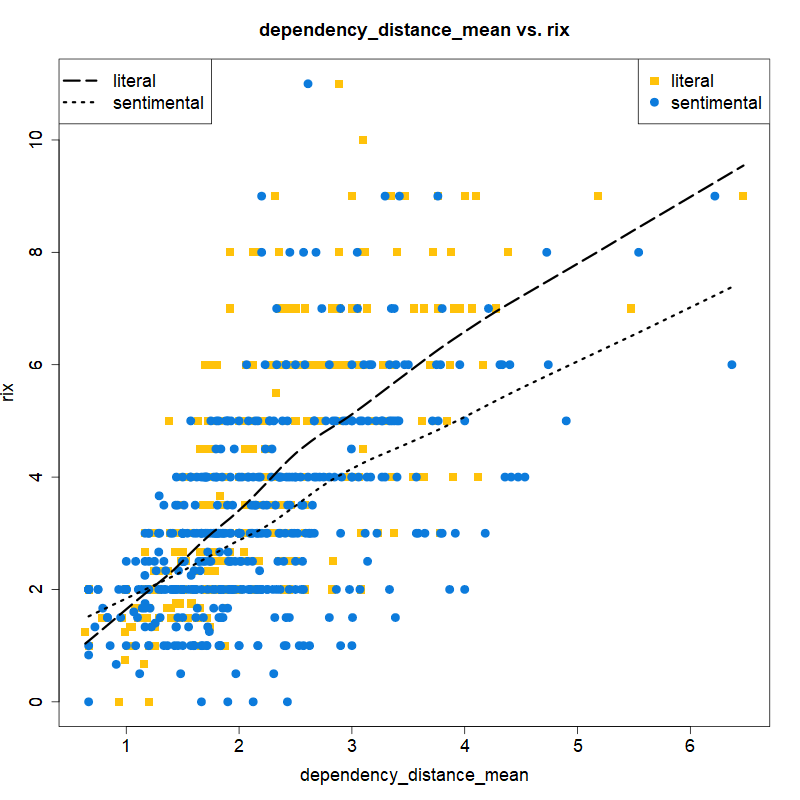 dependency_distance_mean vs. rix
literal
sentimental
literal
sentimental
rix
0
2
4
6
8
10
1
2
3
4
5
6
dependency_distance_mean